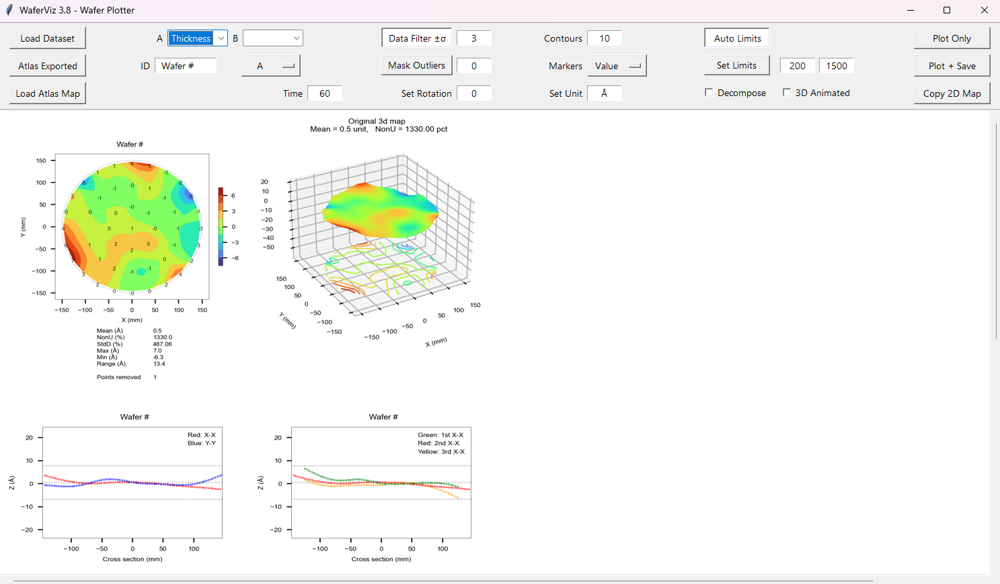 WaferViz 3.8 - Wafer Plotter
Load Dataset A Thickness B Data Filter ±σ 3 Contours 10 Auto Limits Plot Only
Atlas Exported ID Wafer # A Mask Outliers 0 Markers Value Set Limits 200 1500 Plot + Save
Load Atlas Map Time 60 Set Rotation 0 Set Unit Å Decompose 3D Animated Copy 2D Map
Original 3d map
Mean = 0.5 unit, NonU = 1330.00 pct
Wafer #
150
100
50
0
−50
−100
−150
Y (mm)
−150 −100 −50 0 50 100 150
X (mm)
6
3
0
−3
−6
Mean (Å) 0.5
NonU (%) 1330.0
StdD (%) 487.06
Max (Å) 7.0
Min (Å) -6.3
Range (Å) 13.4
Points removed 1
20
10
0
−10
−20
−30
−40
−50
150
100
50
0
−50
−100
−150
Y (mm)
−150 −100 −50 0 50 100 150
X (mm)
Wafer #
Red: X-X
Blue: Y-Y
20
10
0
−10
−20
Z (Å)
−100 −50 0 50 100
Cross section (mm)
Wafer #
Green: 1st X-X
Red: 2nd X-X
Yellow: 3rd X-X
20
10
0
−10
−20
Z (Å)
−100 −50 0 50 100
Cross section (mm)